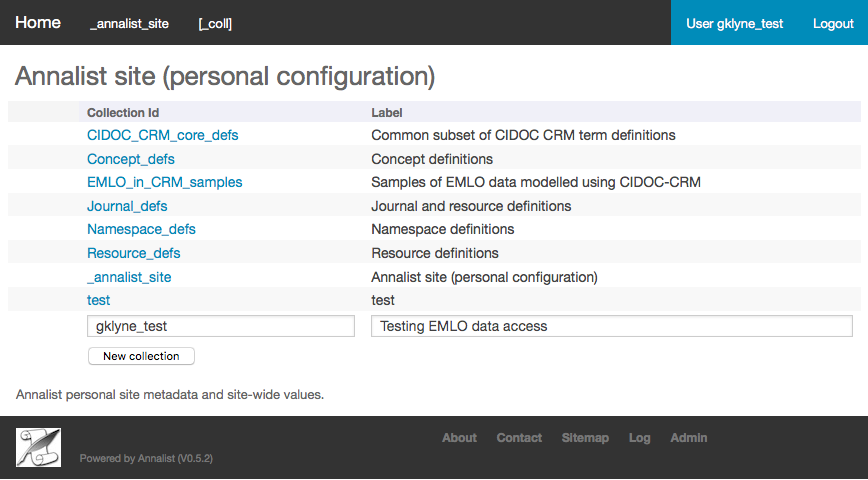 Home _annalist_site [_coll] User gklyne_test Logout
Annalist site (personal configuration)
Collection Id Label
CIDOC_CRM_core_defs Common subset of CIDOC CRM term definitions
Concept_defs Concept definitions
EMLO_in_CRM_samples Samples of EMLO data modelled using CIDOC-CRM
Journal_defs Journal and resource definitions
Namespace_defs Namespace definitions
Resource_defs Resource definitions
_annalist_site Annalist site (personal configuration)
test test
gklyne_test Testing EMLO data access
New collection
Annalist personal site metadata and site-wide values.
About Contact Sitemap Log Admin
Powered by Annalist (V0.5.2)